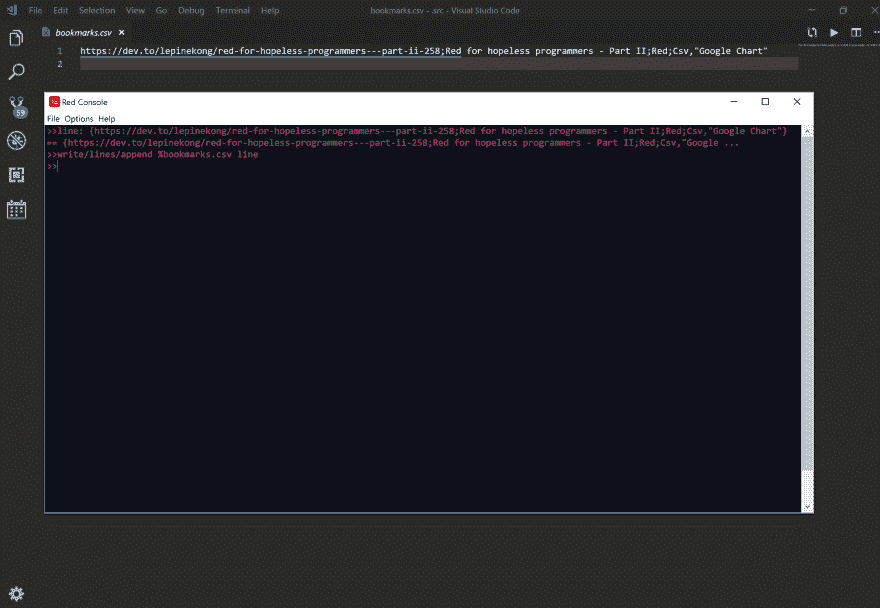 File Edit Selection View Go Debug Terminal Help bookmarks.csv - .src - Visual Studio Code
bookmarks.csv ×
1 https://dev.to/lepinekong/red-for-hopeless-programmers---part-ii-258;Red for hopeless programmers - Part II;Red;Csv,"Google Chart"
2
59
Red Console
File Options Help
>>line: {https://dev.to/lepinekong/red-for-hopeless-programmers---part-ii-258;Red for hopeless programmers - Part II;Red;Csv,"Google Chart"}
== {https://dev.to/lepinekong/red-for-hopeless-programmers---part-ii-258;Red for hopeless programmers - Part II;Red;Csv,"Google ...
>>write/lines/append %bookmarks.csv line
>>